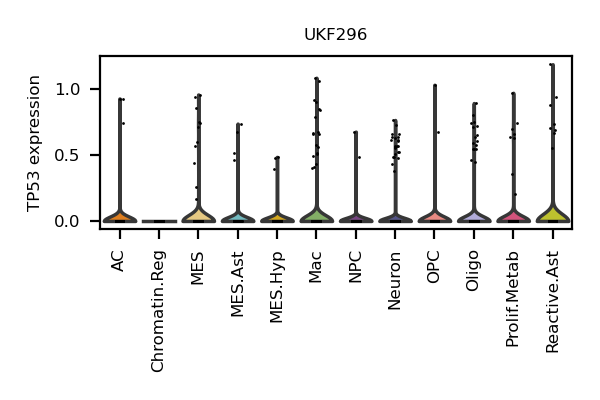 UKF296
TP53 expression
1.0
0.5
0.0
AC
Chromatin.Reg
MES
MES.Ast
MES.Hyp
Mac
NPC
Neuron
OPC
Oligo
Prolif.Metab
Reactive.Ast